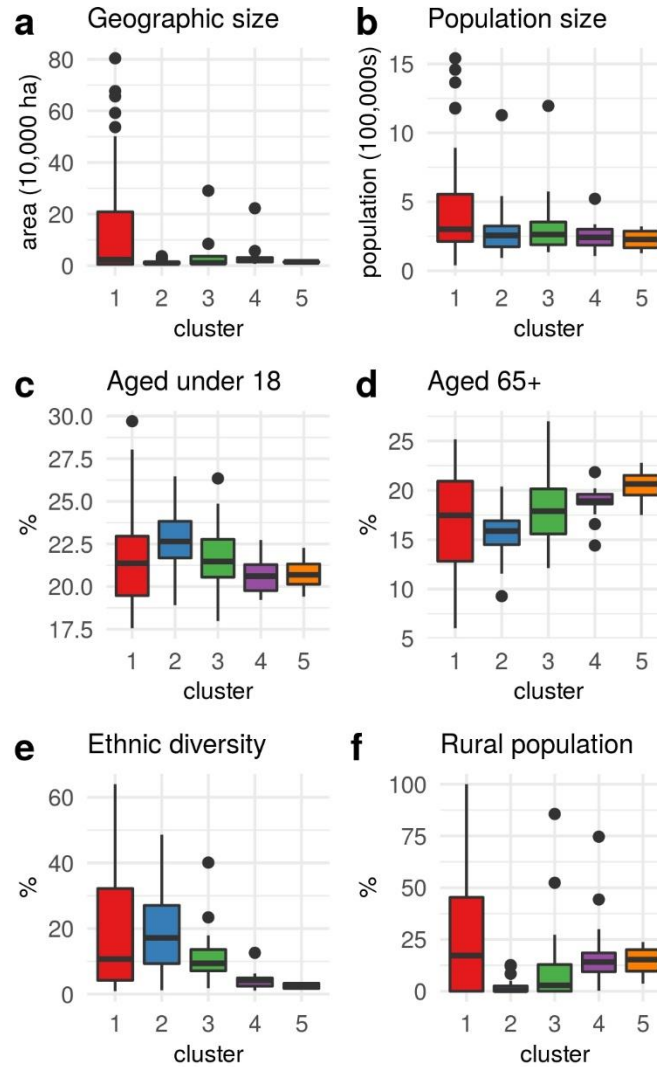 a Geographic size
area (10,000 ha)
80
60
40
20
0
1 2 3 4 5
cluster
b Population size
population (100,000s)
15
10
5
0
1 2 3 4 5
cluster
c Aged under 18
%
30.0
27.5
25.0
22.5
20.0
17.5
1 2 3 4 5
cluster
d Aged 65+
%
25
20
15
10
5
1 2 3 4 5
cluster
e Ethnic diversity
%
60
40
20
0
1 2 3 4 5
cluster
f Rural population
%
100
75
50
25
0
1 2 3 4 5
cluster